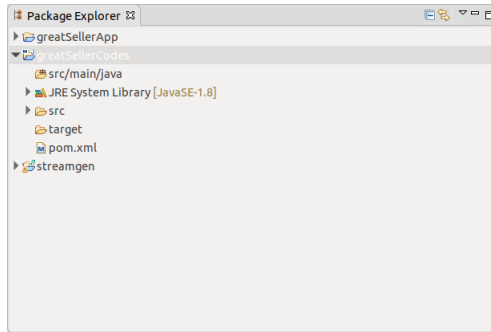 Package Explorer
greatSellerApp
greatSellerCodes
src/main/java
JRE System Library [JavaSE-1.8]
src
target
pom.xml
streamgen